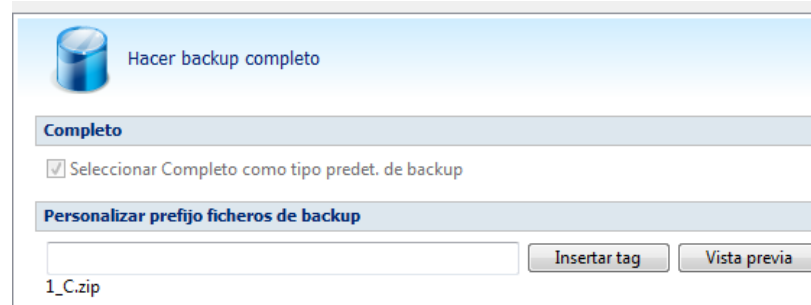 Hacer backup completo
Completo
Seleccionar Completo como tipo predet. de backup
Personalizar prefijo ficheros de backup
Insertar tag Vista previa
1_C.zip